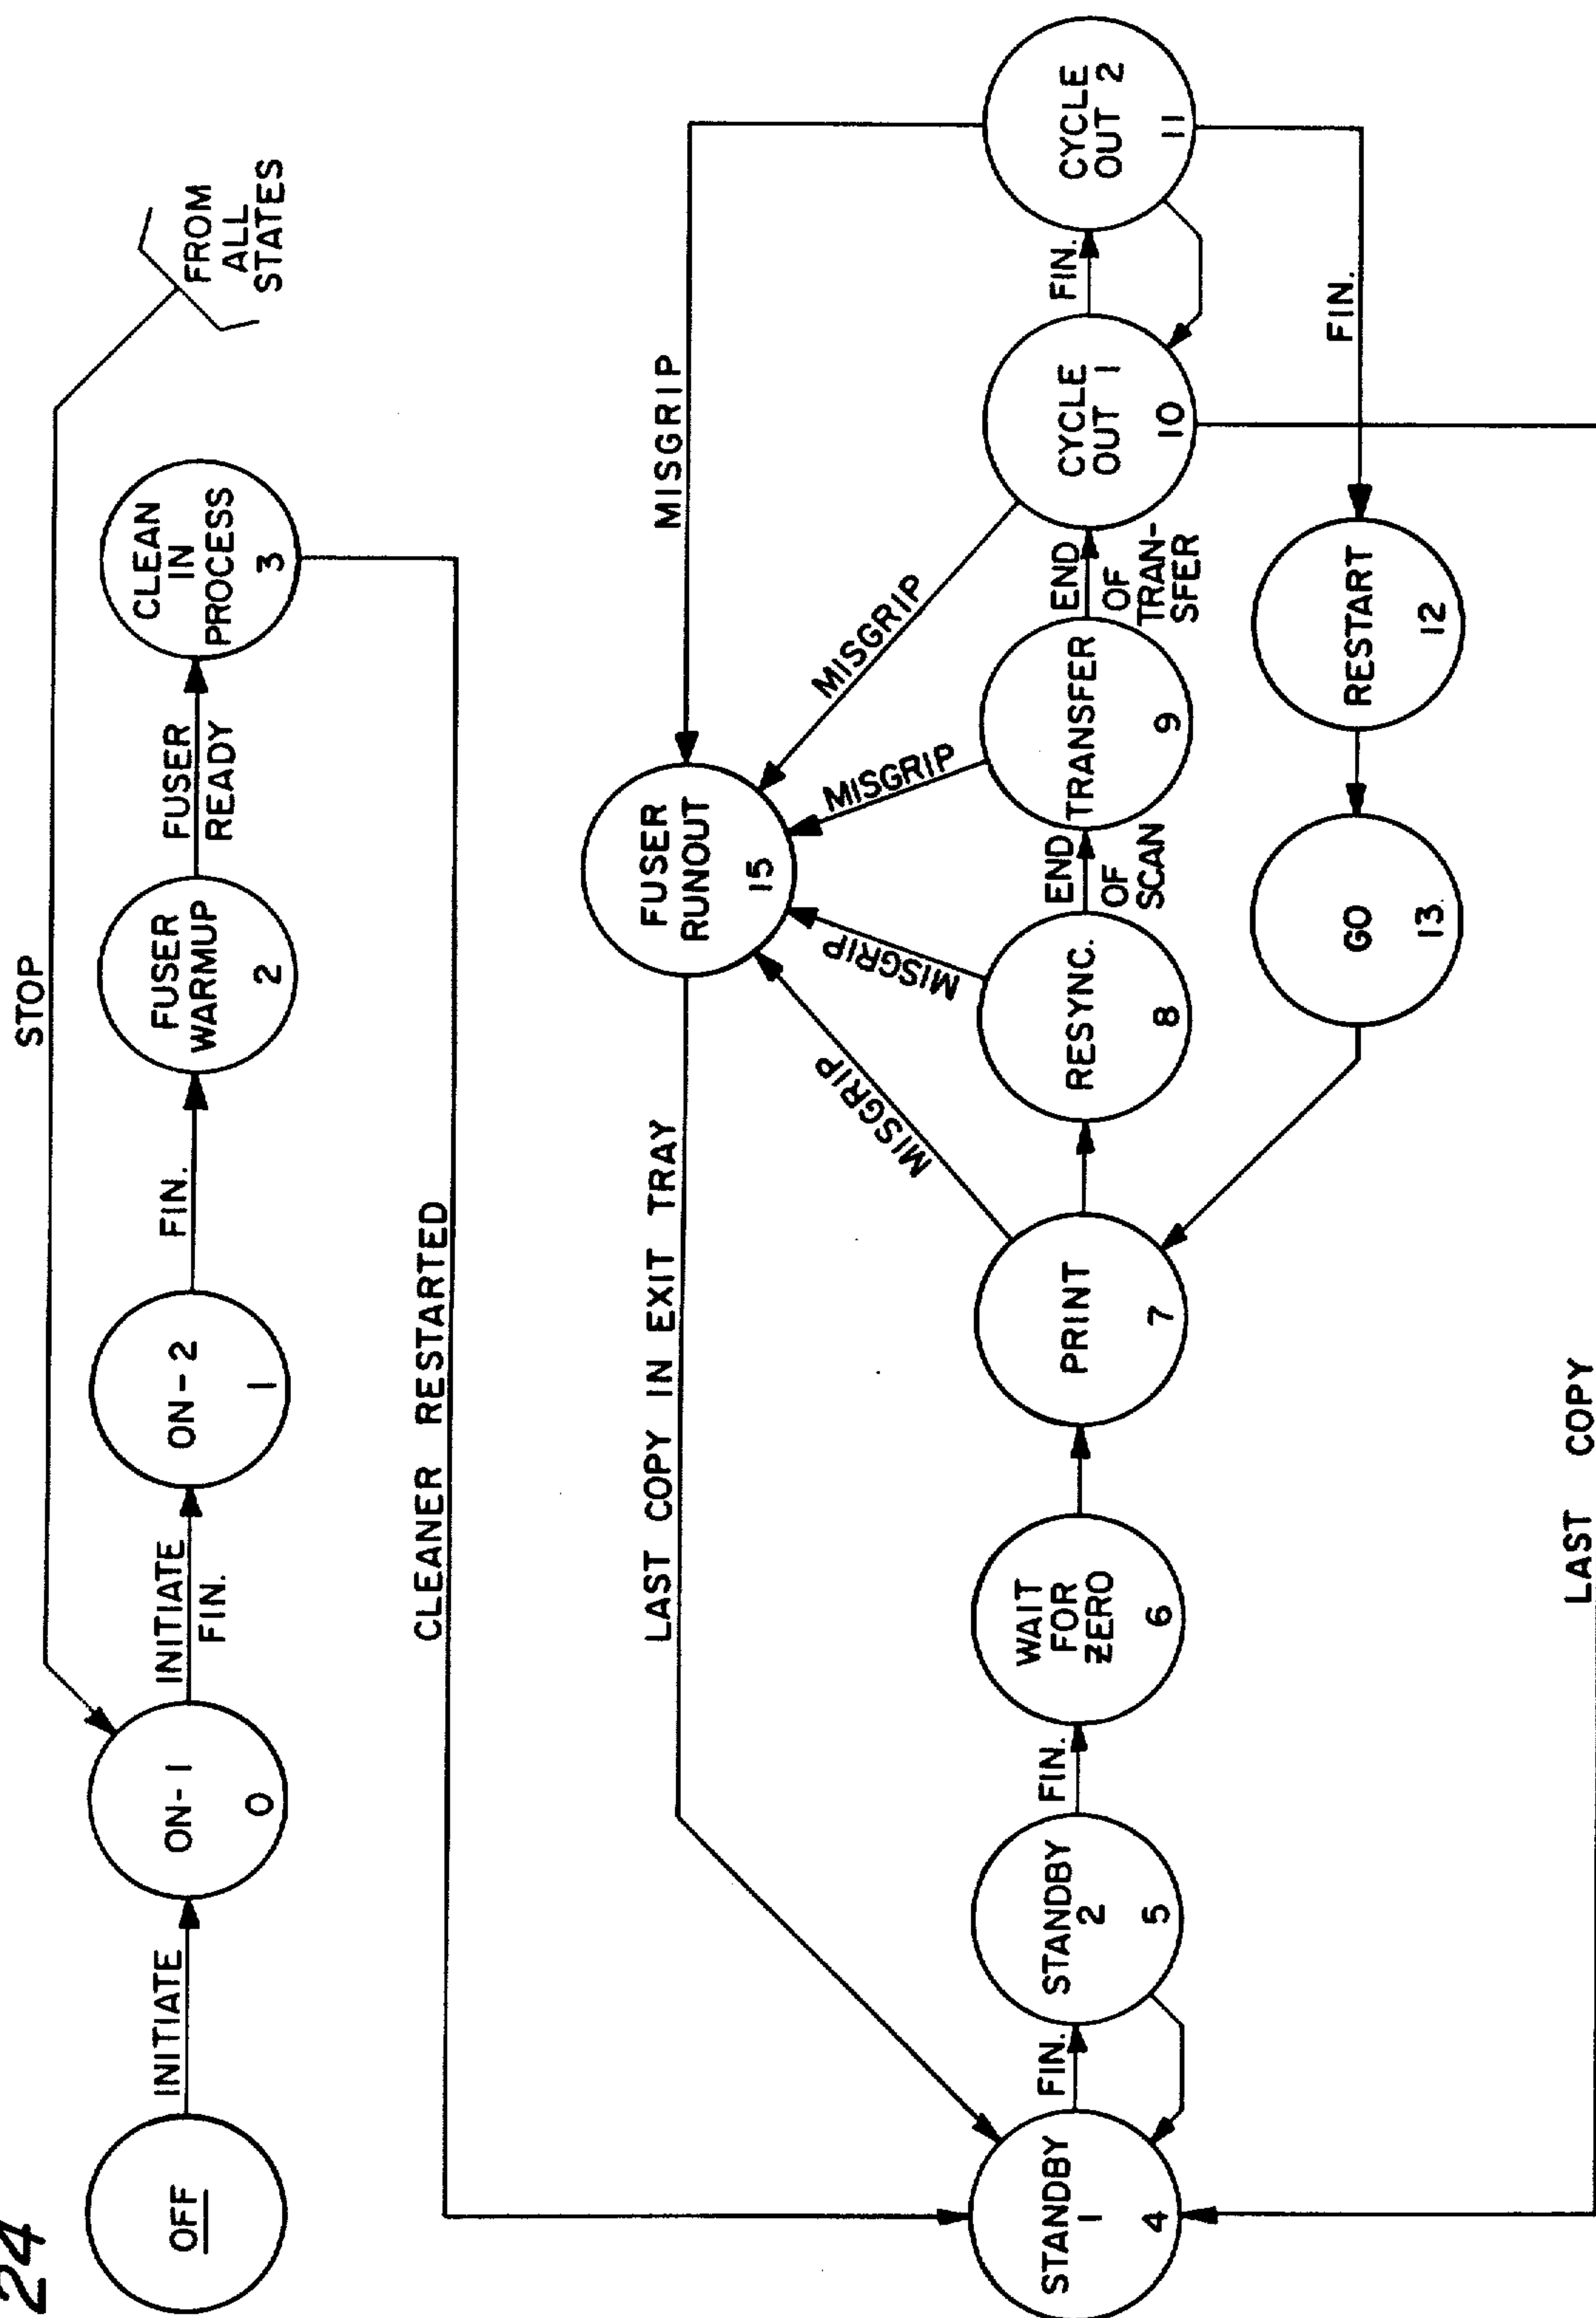 24
STOP
FROM
ALL
STATES
OFF
INITIATE
ON-1
0
INITIATE
FIN.
ON-2
1
FIN.
FUSER
WARMUP
2
FUSER
READY
CLEAN
IN
PROCESS
3
CLEANER RESTARTED
LAST COPY IN EXIT TRAY
FUSER
RUNOUT
15
MISGRIP
MISGRIP
MISGRIP
MISGRIP
MISGRIP
STANDBY
1
4
FIN.
STANDBY
2
5
FIN.
WAIT
FOR
ZERO
6
PRINT
7
RESYNC.
8
END
OF
SCAN
TRANSFER
9
END
OF
TRAN-
SFER
CYCLE
OUT 1
10
FIN.
CYCLE
OUT 2
11
GO
13
RESTART
12
FIN.
LAST COPY